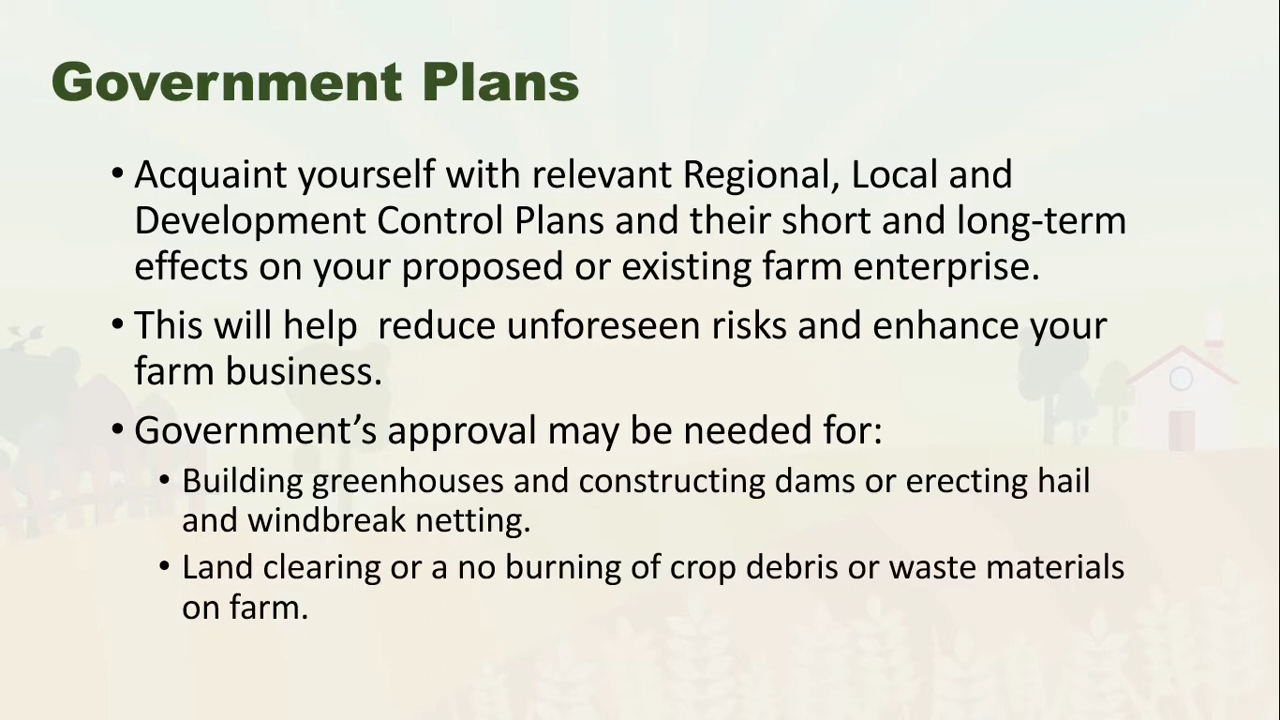 Government Plans
• Acquaint yourself with relevant Regional, Local and
Development Control Plans and their short and long-term
effects on your proposed or existing farm enterprise.
• This will help  reduce unforeseen risks and enhance your
farm business.
• Government’s approval may be needed for:
• Building greenhouses and constructing dams or erecting hail
and windbreak netting.
• Land clearing or a no burning of crop debris or waste materials
on farm.